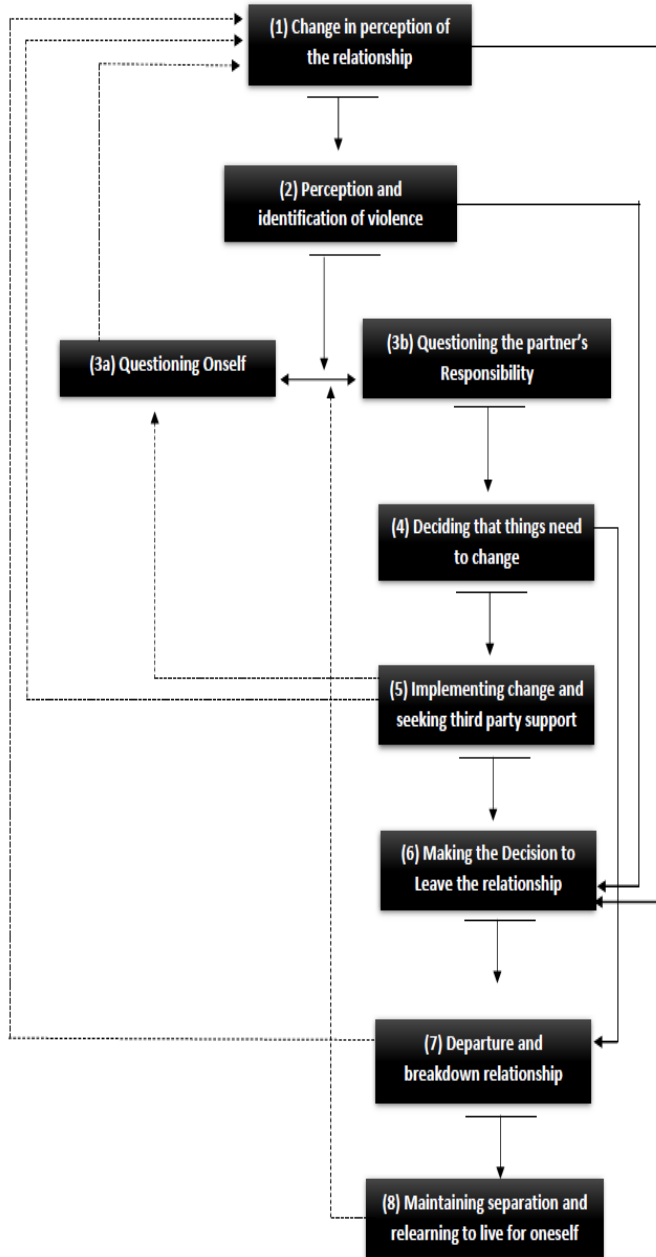 (1) Change in perception of
the relationship
(2) Perception and
identification of violence
(3a) Questioning Onself
(3b) Questioning the partner's
Responsibility
(4) Deciding that things need
to change
(5) Implementing change and
seeking third party support
(6) Making the Decision to
Leave the relationship
(7) Departure and
breakdown relationship
(8) Maintaining separation and
relearning to live for oneself